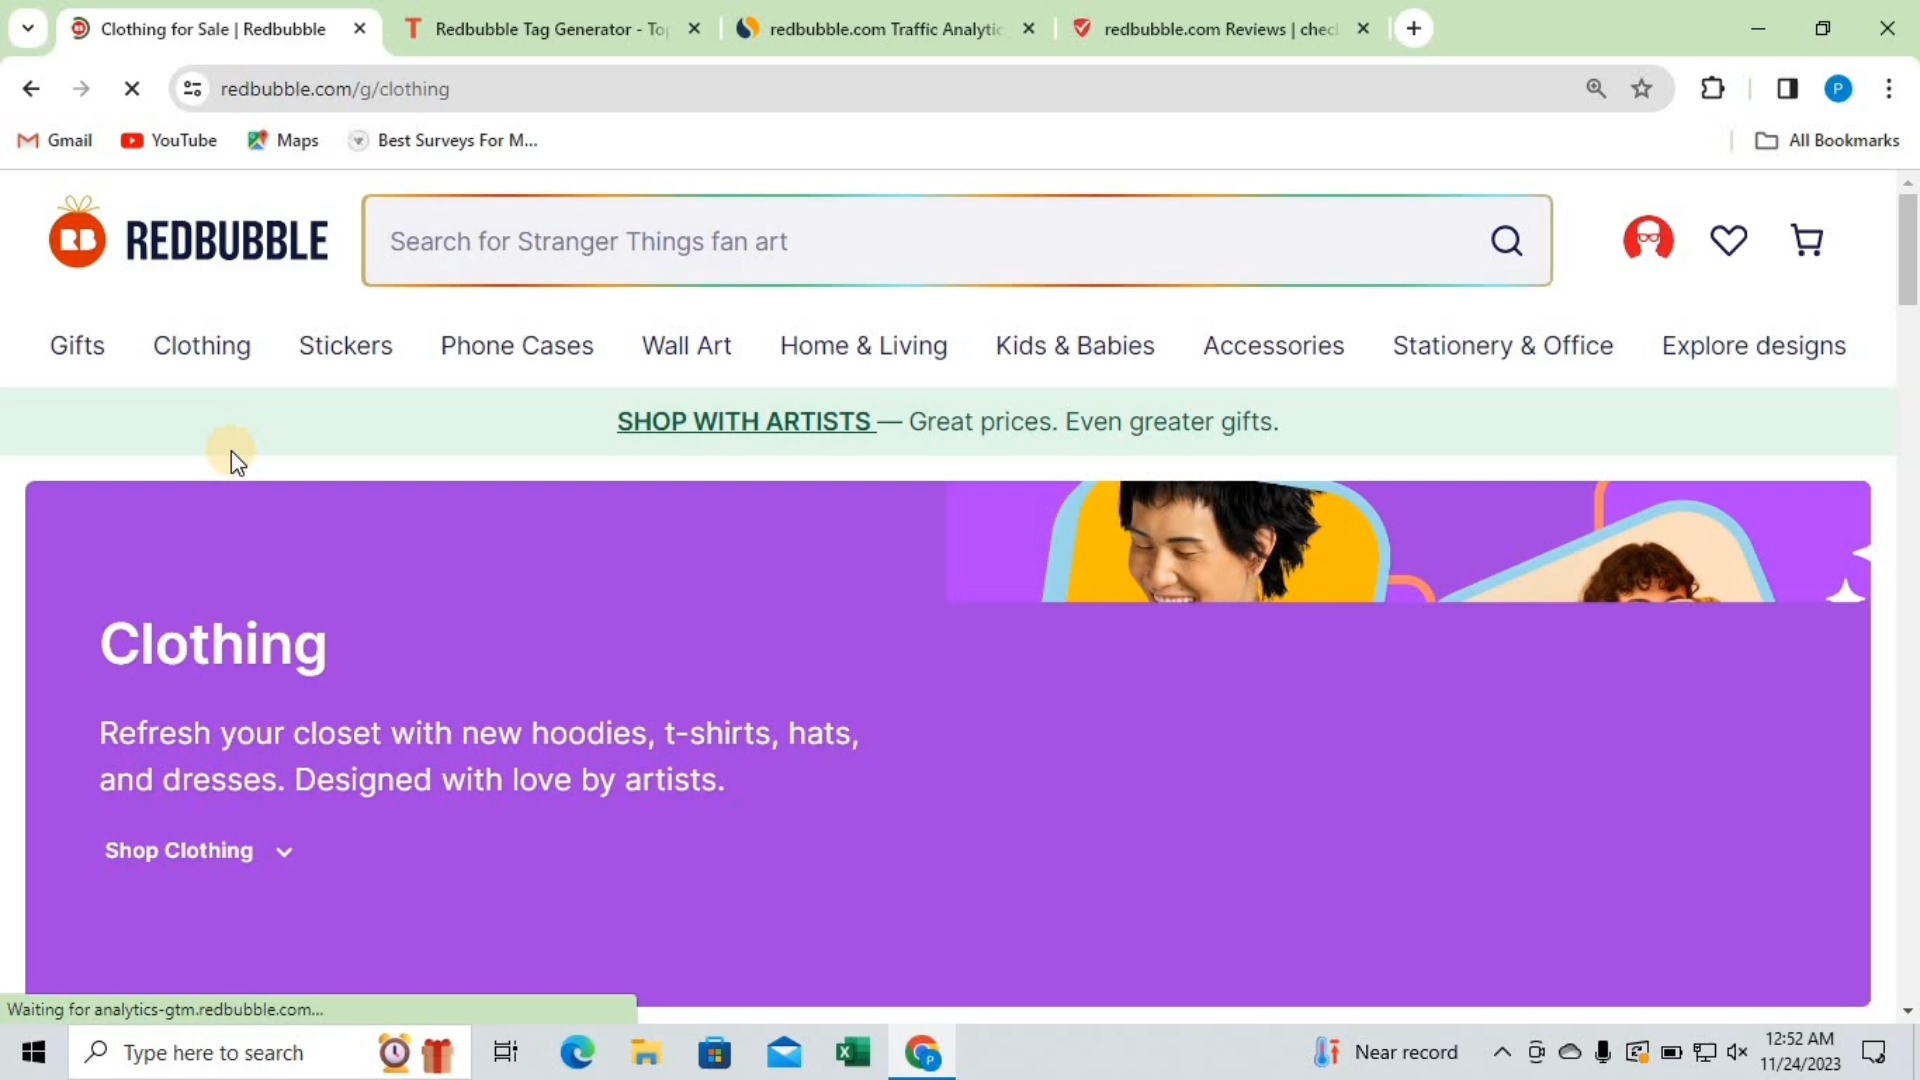 Clothing for Sale | Redbubble
Redbubble Tag Generator - To
redbubble.com Traffic Analytic
redbubble.com Reviews | chec
redbubble.com/g/clothing
P
Gmail
YouTube
Maps
Best Surveys For M...
All Bookmarks
RB
REDBUBBLE
Search for Stranger Things fan art
Gifts
Clothing
Stickers
Phone Cases
Wall Art
Home & Living
Kids & Babies
Accessories
Stationery & Office
Explore designs
SHOP WITH ARTISTS — Great prices. Even greater gifts.
Clothing
Refresh your closet with new hoodies, t-shirts, hats,
and dresses. Designed with love by artists.
Shop Clothing
Waiting for analytics-gtm.redbubble.com...
Type here to search
P
Near record
12:52 AM
11/24/2023